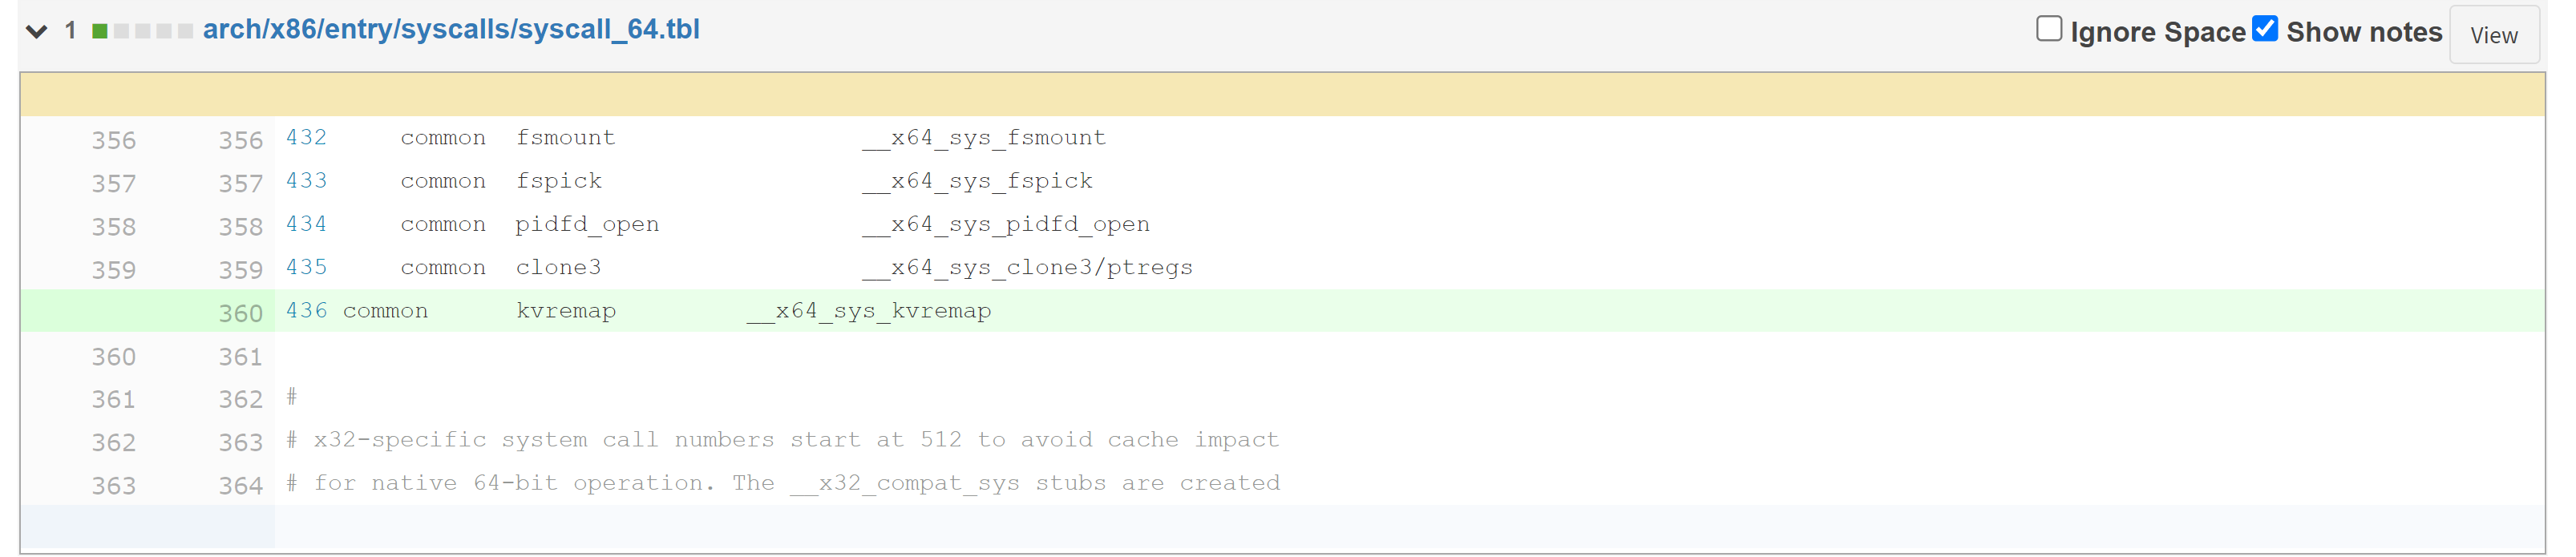 1 arch/x86/entry/syscalls/syscall_64.tbl Ignore Space Show notes View
356 356 432 common fsmount __x64_sys_fsmount
357 357 433 common fspick __x64_sys_fspick
358 358 434 common pidfd_open __x64_sys_pidfd_open
359 359 435 common clone3 __x64_sys_clone3/ptregs
360 436 common kvremap __x64_sys_kvremap
360 361
361 362 #
362 363 # x32-specific system call numbers start at 512 to avoid cache impact
363 364 # for native 64-bit operation. The __x32_compat_sys stubs are created